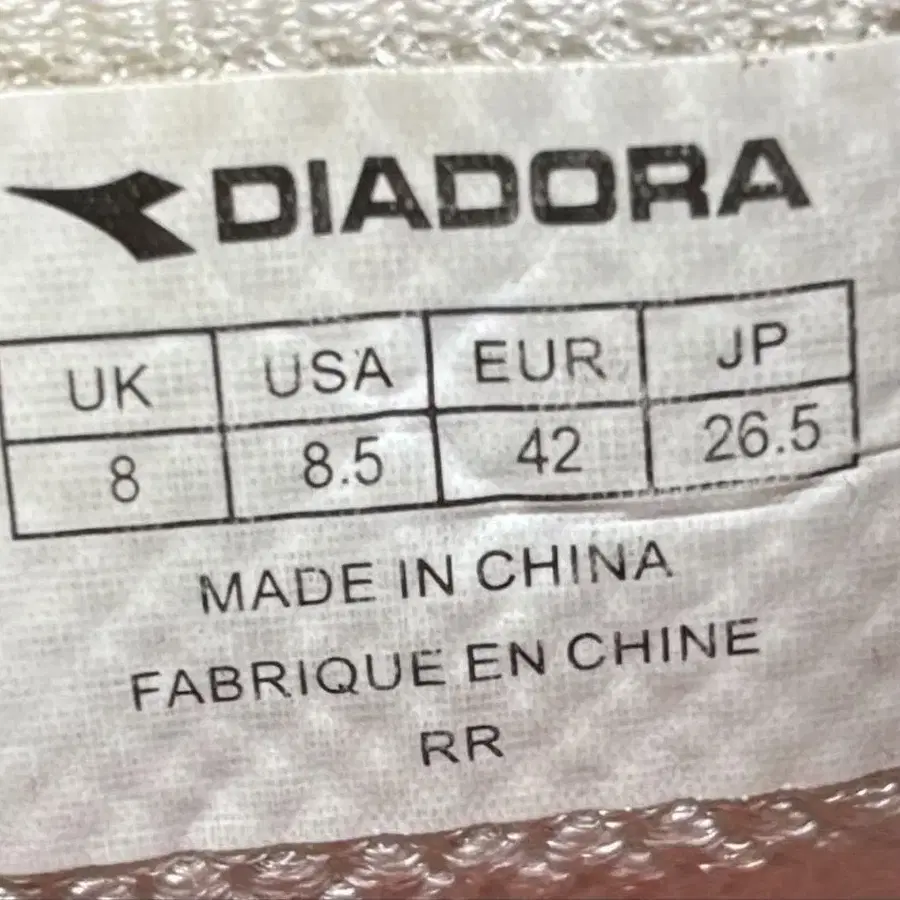 DIADORA
UK USA EUR JP
8 8.5 42 26.5
MADE IN CHINA
FABRIQUE EN CHINE
RR